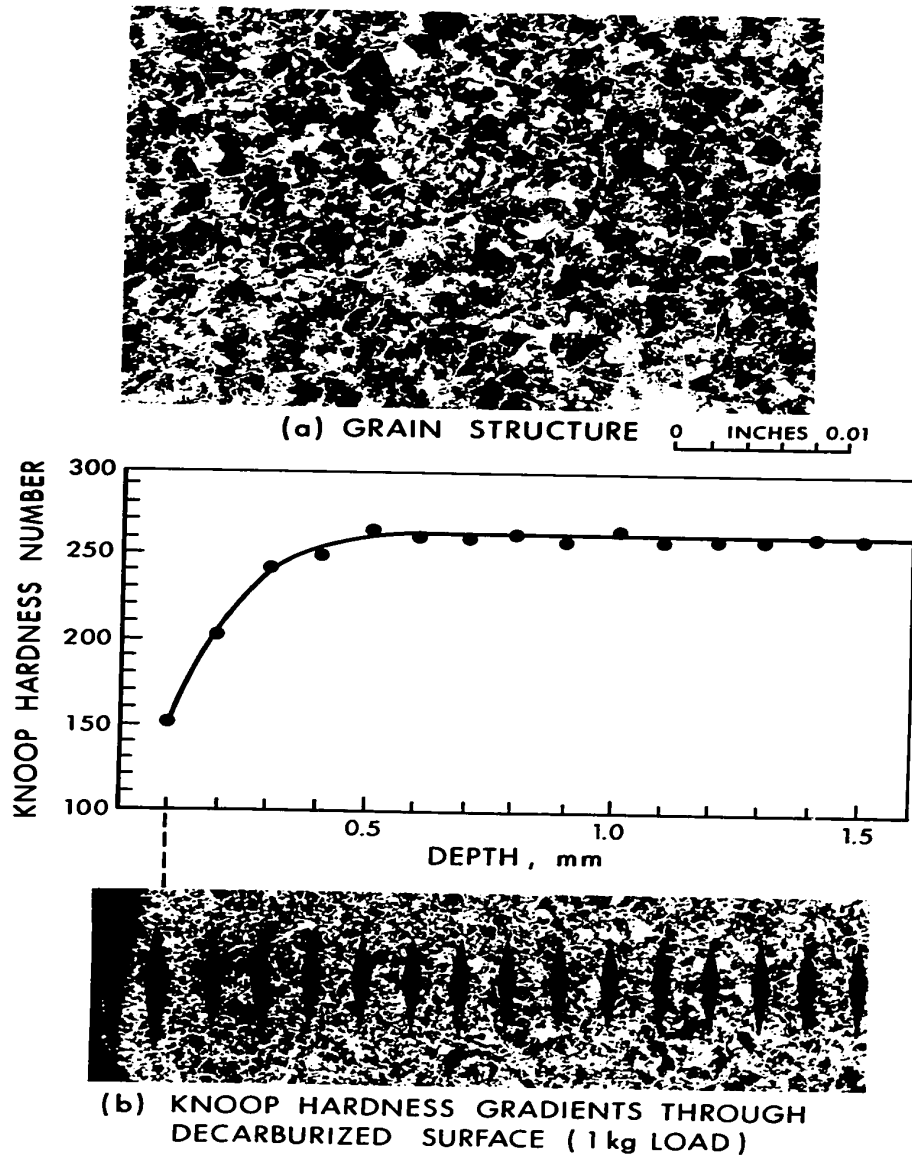 (a) GRAIN STRUCTURE
0 INCHES 0.01
KNOOP HARDNESS NUMBER
300
250
200
150
100
0.5
1.0
1.5
DEPTH, mm
(b) KNOOP HARDNESS GRADIENTS THROUGH
DECARBURIZED SURFACE (1 kg LOAD)